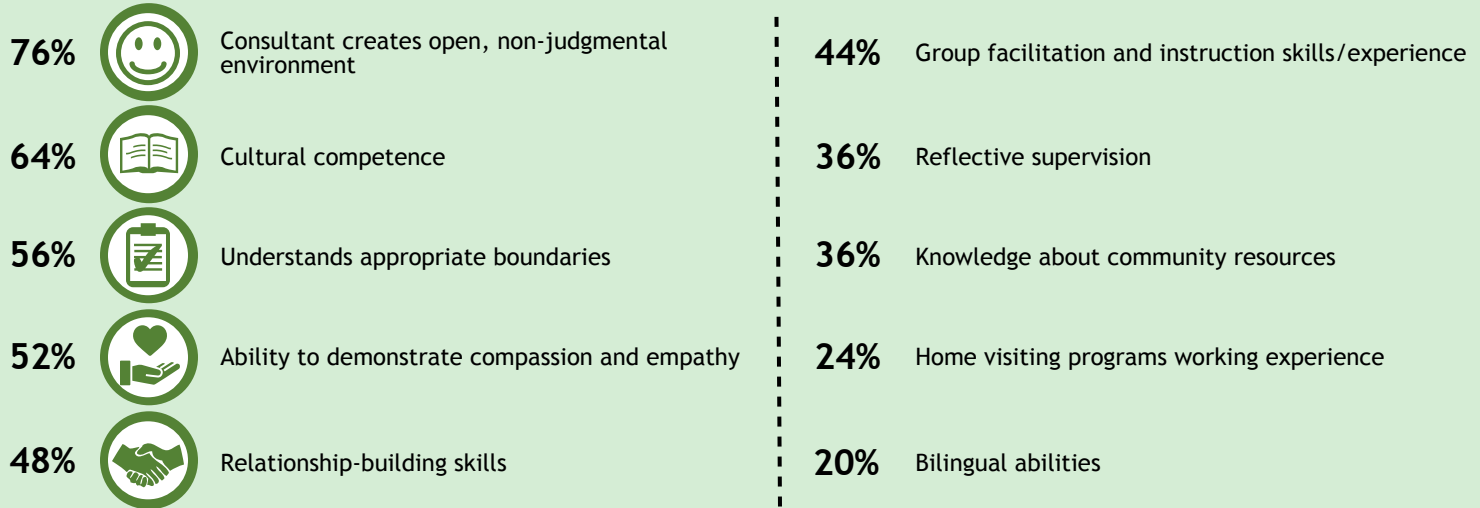 76%
Consultant creates open, non-judgmental
environment
64%
Cultural competence
56%
Understands appropriate boundaries
52%
Ability to demonstrate compassion and empathy
48%
Relationship-building skills
44%
Group facilitation and instruction skills/experience
36%
Reflective supervision
36%
Knowledge about community resources
24%
Home visiting programs working experience
20%
Bilingual abilities